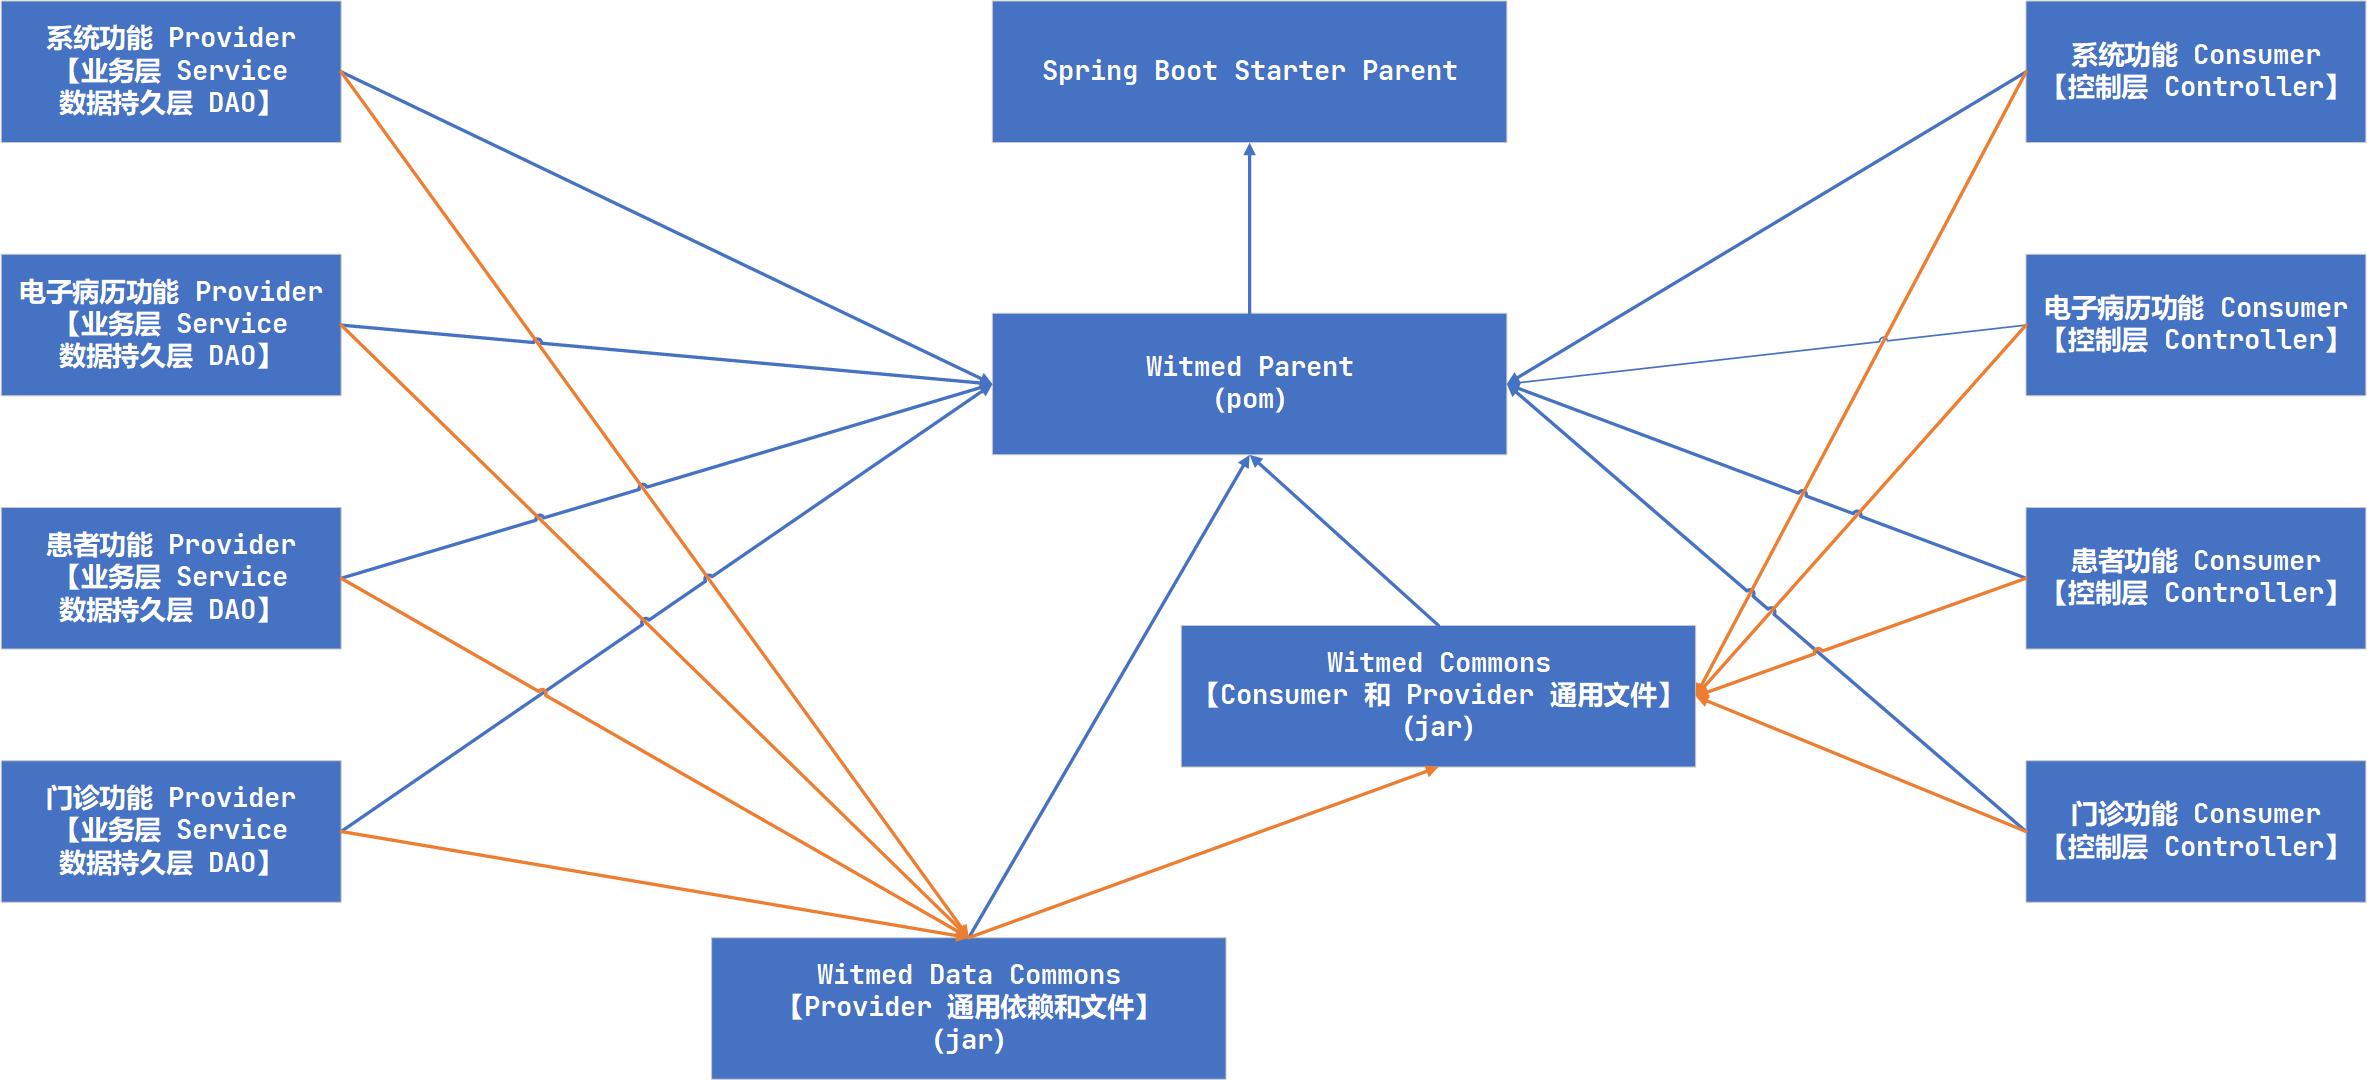 系统功能 Provider
【业务层 Service
数据持久层 DAO】
电子病历功能 Provider
【业务层 Service
数据持久层 DAO】
患者功能 Provider
【业务层 Service
数据持久层 DAO】
门诊功能 Provider
【业务层 Service
数据持久层 DAO】
Spring Boot Starter Parent
Witmed Parent
(pom)
Witmed Commons
【Consumer 和 Provider 通用文件】
(jar)
Witmed Data Commons
【Provider 通用依赖和文件】
(jar)
系统功能 Consumer
【控制层 Controller】
电子病历功能 Consumer
【控制层 Controller】
患者功能 Consumer
【控制层 Controller】
门诊功能 Consumer
【控制层 Controller】